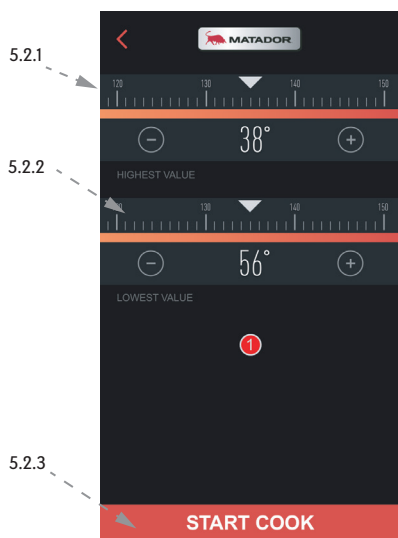 MATADOR
5.2.1
120 130 140 150
38°
HIGHEST VALUE
5.2.2
130 140 150
56°
LOWEST VALUE
1
5.2.3
START COOK